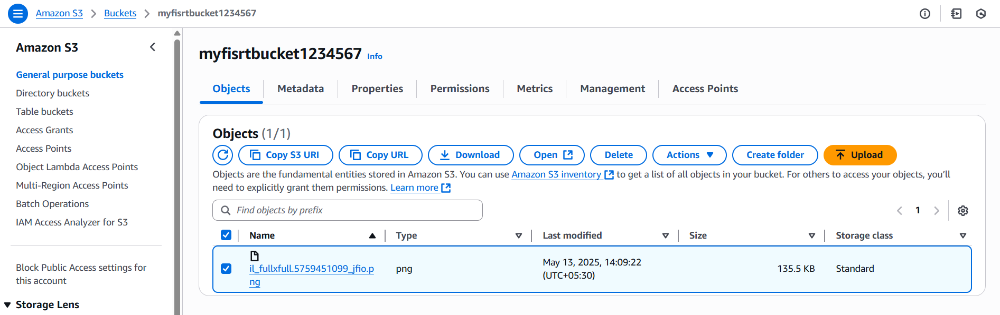 Amazon S3 > Buckets > myfisrtbucket1234567
Amazon S3
General purpose buckets
Directory buckets
Table buckets
Access Grants
Access Points
Object Lambda Access Points
Multi-Region Access Points
Batch Operations
IAM Access Analyzer for S3
Block Public Access settings for
this account
Storage Lens
myfisrtbucket1234567 Info
Objects Metadata Properties Permissions Metrics Management Access Points
Objects (1/1)
Copy S3 URI Copy URL Download Open Delete Actions Create folder Upload
Objects are the fundamental entities stored in Amazon S3. You can use Amazon S3 inventory to get a list of all objects in your bucket. For others to access your objects, you'll
need to explicitly grant them permissions. Learn more
Find objects by prefix
1
Name Type Last modified Size Storage class
il_fullxfull.5759451099_jfio.p
ng
png
May 13, 2025, 14:09:22
(UTC+05:30)
135.5 KB
Standard